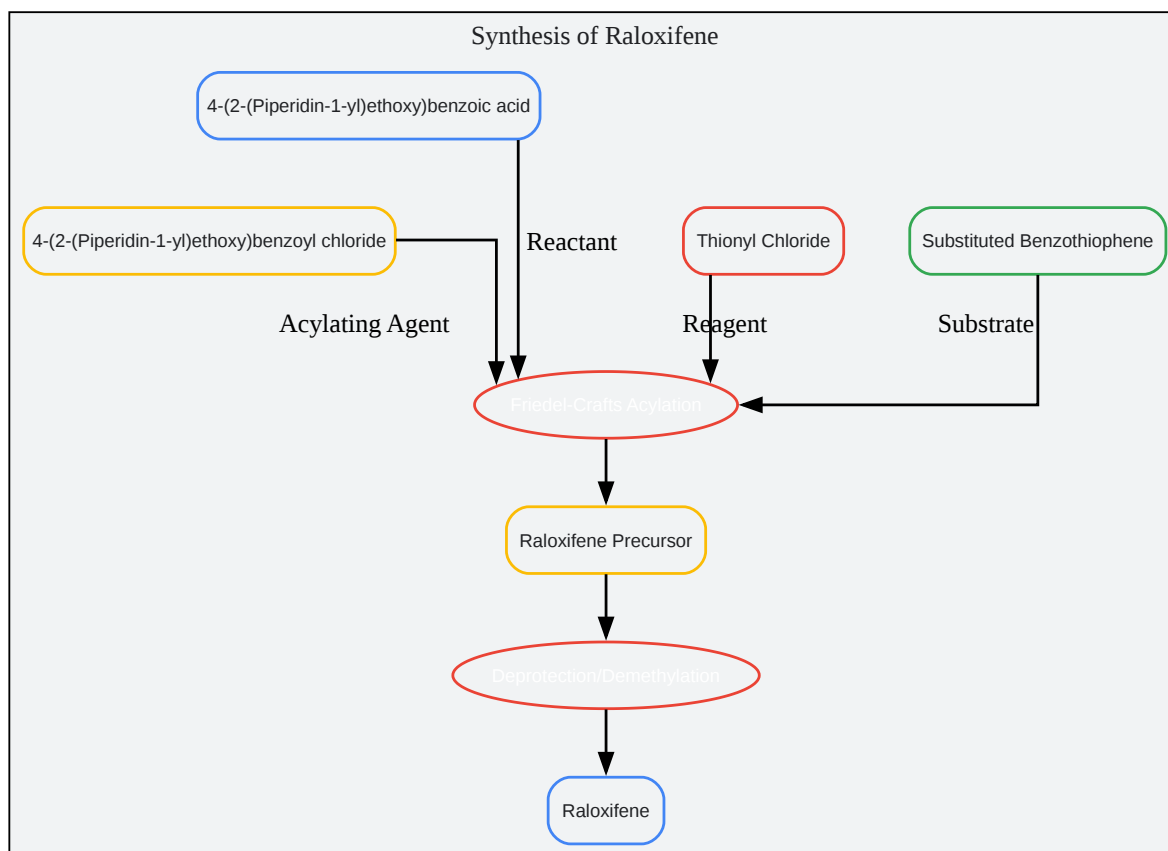 Synthesis of Raloxifene
4-(2-(Piperidin-1-yl)ethoxy)benzoic acid
4-(2-(Piperidin-1-yl)ethoxy)benzoyl chloride
Reactant
Thionyl Chloride
Substituted Benzothiophene
Acylating Agent
Reagent
Substrate
Friedel-Crafts Acylation
Raloxifene Precursor
Deprotection/Demethylation
Raloxifene